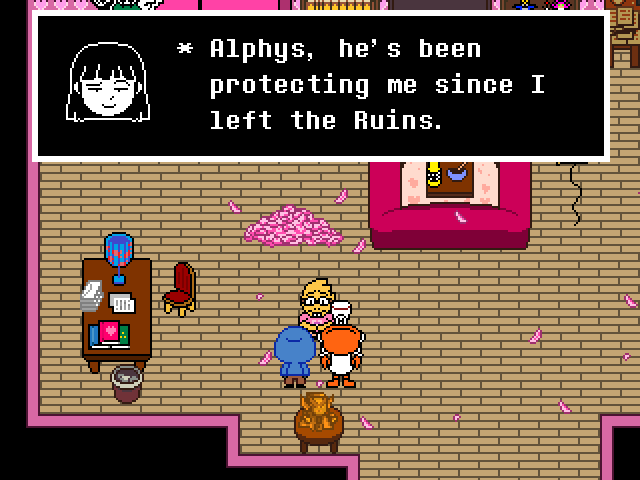 * Alphys, he's been
protecting me since I
left the Ruins.